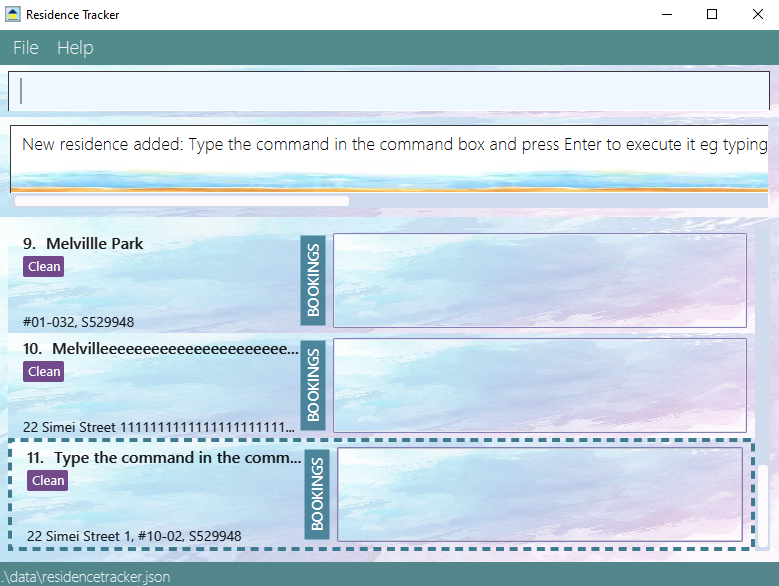 Residence Tracker
File Help
New residence added: Type the command in the command box and press Enter to execute it eg typing
9. Melvillle Park
Clean
BOOKINGS
#01-032, S529948
10. Melvilleeeeeeeeeeeeeeeeeeeeee...
Clean
BOOKINGS
22 Simei Street 1111111111111111111111...
11. Type the command in the comm...
Clean
BOOKINGS
22 Simei Street 1, #10-02, S529948
.\data\residencetracker.json